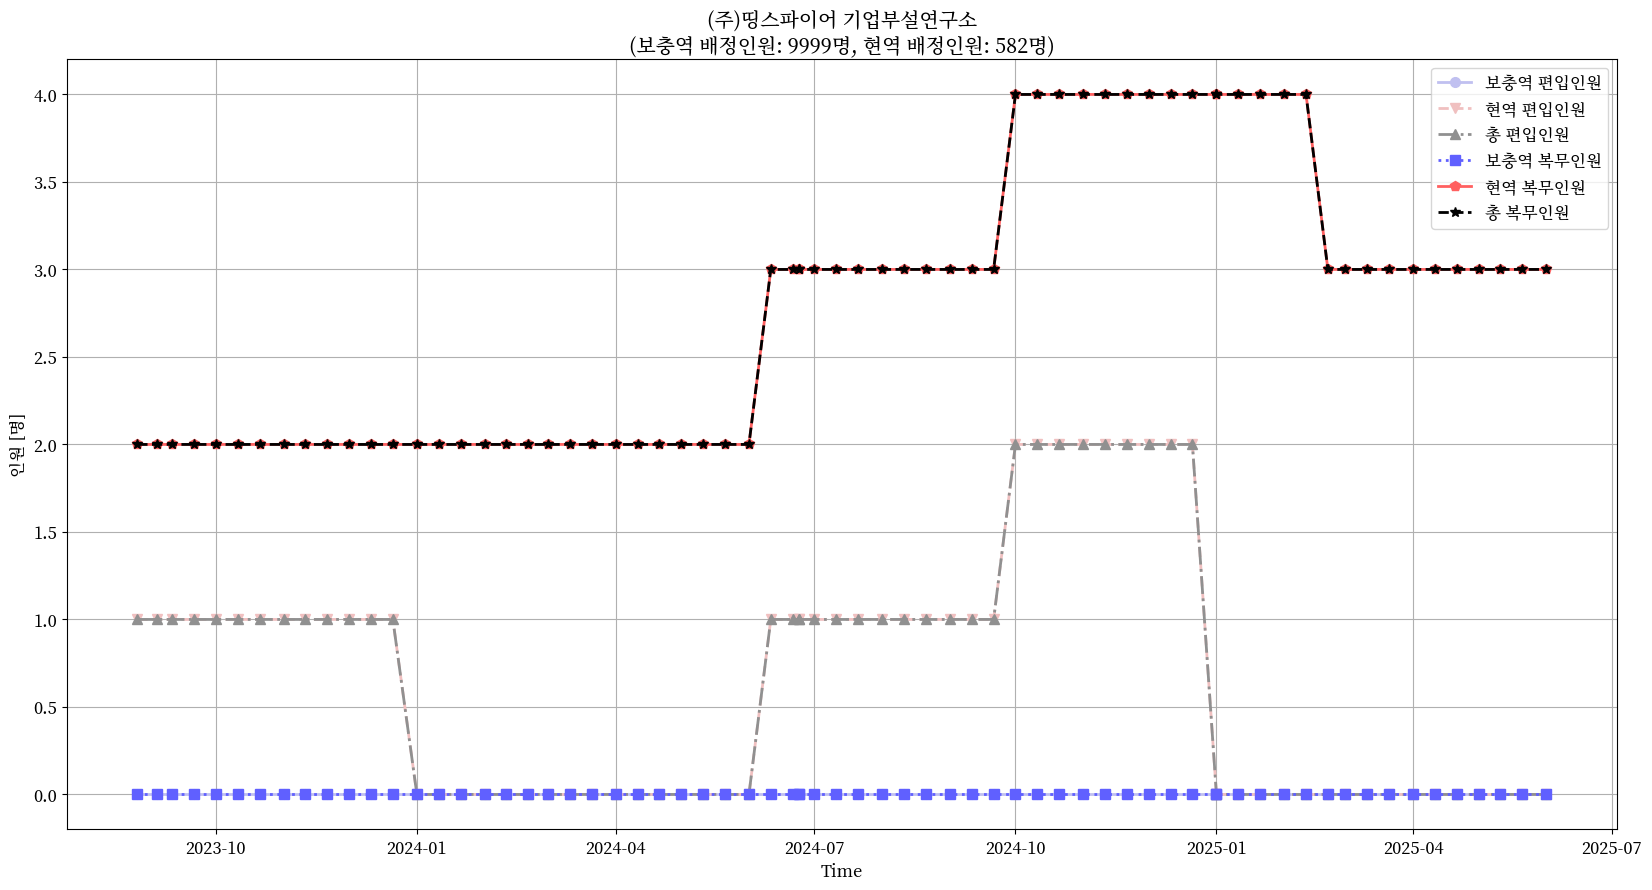 (주)띵스파이어 기업부설연구소
(보충역 배정인원: 9999명, 현역 배정인원: 582명)
보충역 편입인원
현역 편입인원
총 편입인원
보충역 복무인원
현역 복무인원
총 복무인원
4.0
3.5
3.0
2.5
2.0
1.5
1.0
0.5
0.0
인원 [명]
2023-10
2024-01
2024-04
2024-07
2024-10
2025-01
2025-04
2025-07
Time